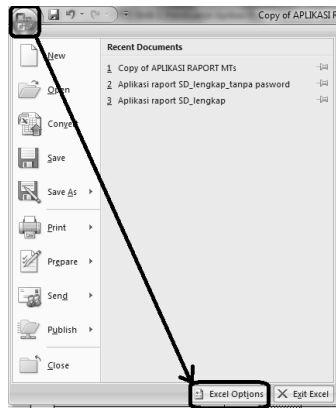 Copy of APLIKASI R
Recent Documents
1 Copy of APLIKASI RAPORT MTs
2 Aplikasi raport SD_lengkap_tanpa pasword
3 Aplikasi raport SD_lengkap
New
Open
Convert
Save
Save As
Print
Prepare
Send
Publish
Close
Excel Options
Exit Excel